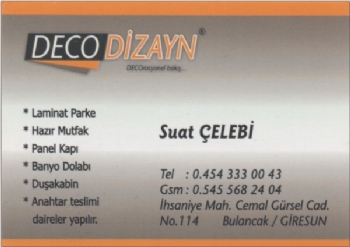 DECO DİZAYN®
DECOrasyonel bakış...
* Laminat Parke
* Hazır Mutfak
* Panel Kapı
* Banyo Dolabı
* Duşakabin
* Anahtar teslimi
daireler yapılır.
Suat ÇELEBİ
Tel : 0.454 333 00 43
Gsm : 0.545 568 24 04
İhsaniye Mah. Cemal Gürsel Cad.
No.114 Bulancak / GİRESUN